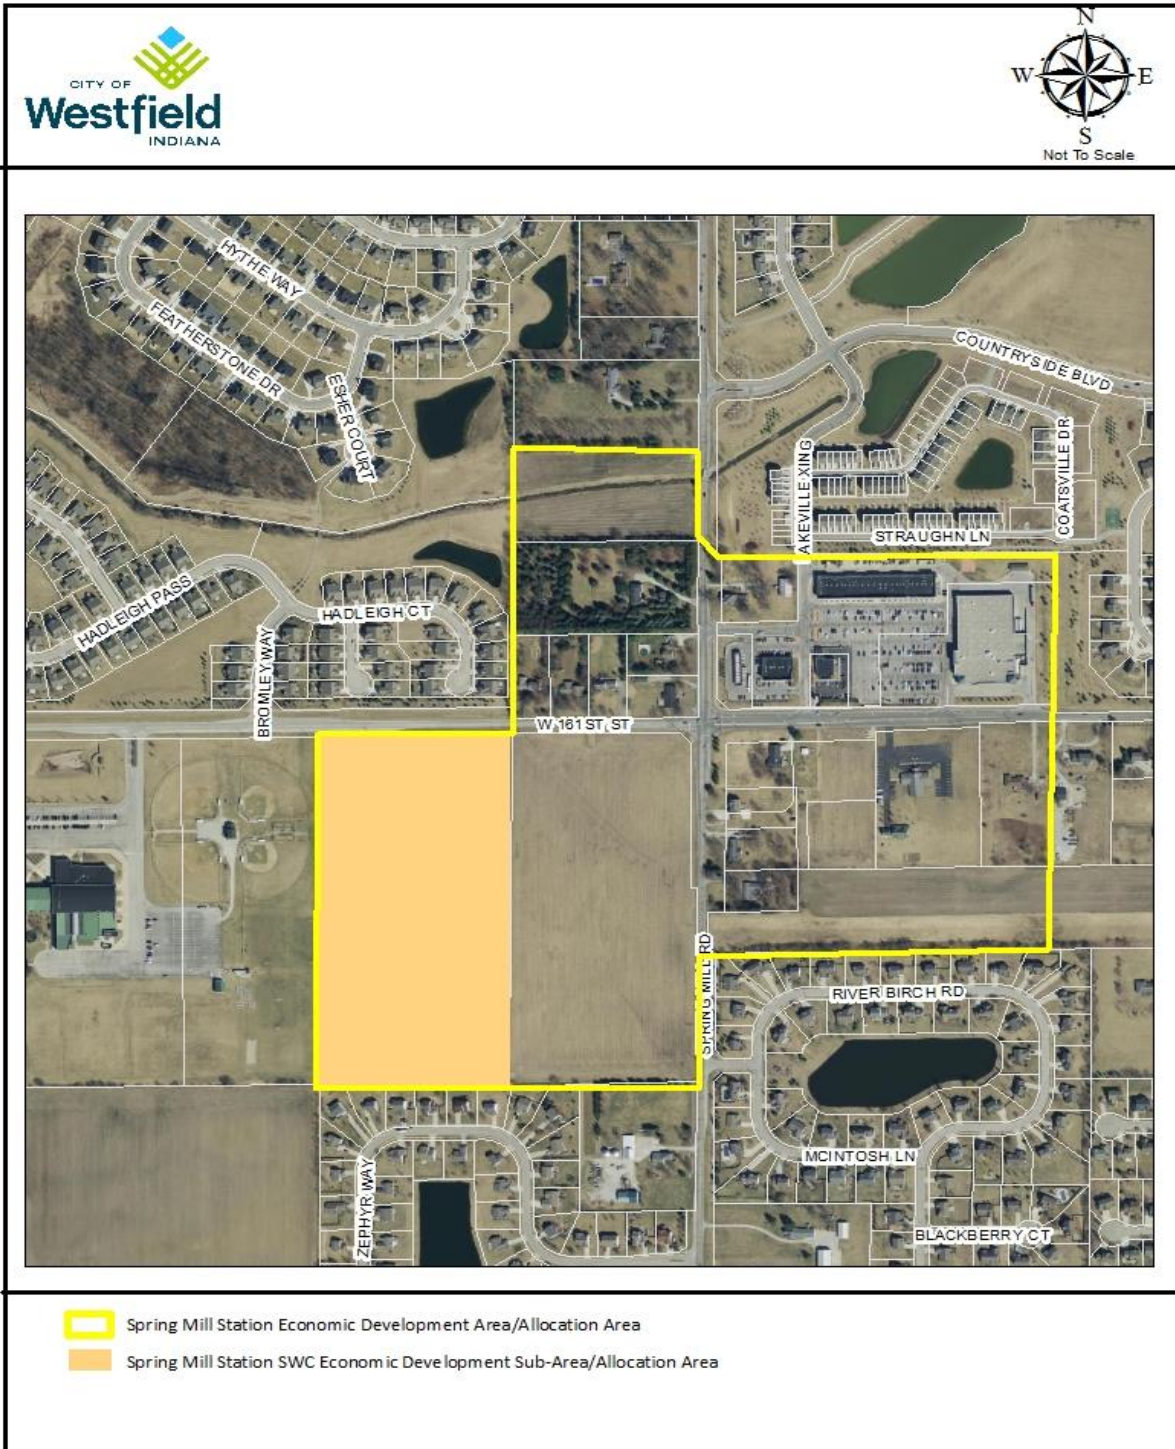 CITY OF
Westfield
INDIANA
N
W
E
S
Not To Scale
HYTHE WAY
FEATHERSTONE DR
ESHER COURT
COUNTRYSIDE BLVD
COATSVILLE DR
AKEVILLE XING
STRAUGHN LN
HADLEIGH PASS
HADLEIGH CT
BROMLEY WAY
W 161ST ST
SPRING MILL RD
RIVER BIRCH RD
MCINTOSH LN
ZEPHYR WAY
BLACKBERRY CT
Spring Mill Station Economic Development Area/Allocation Area
Spring Mill Station SWC Economic Development Sub-Area/Allocation Area